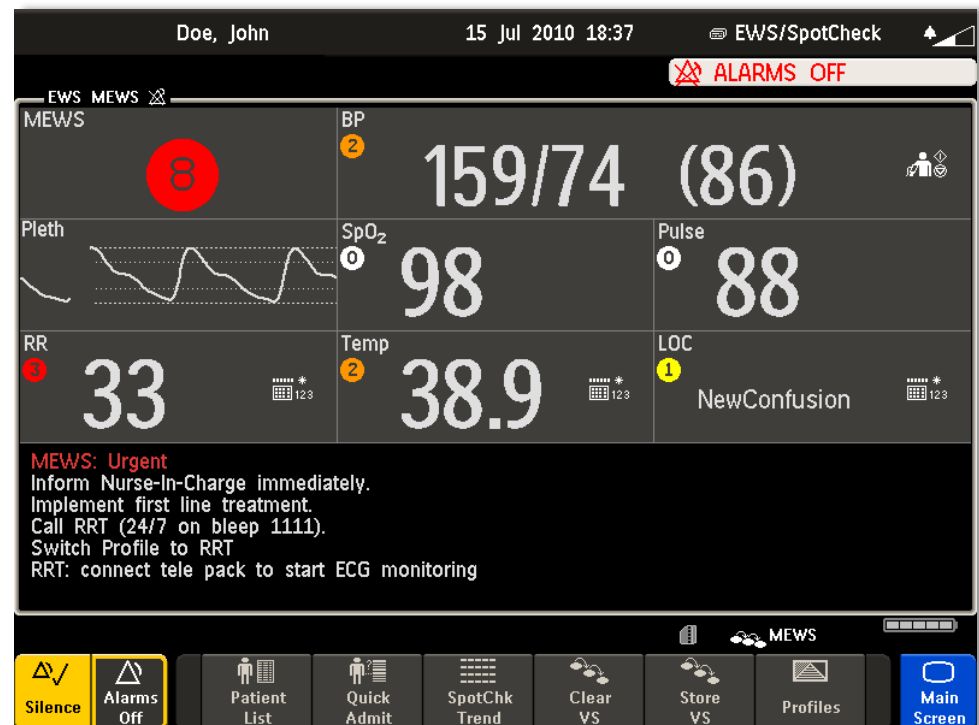 Doe, John 15 Jul 2010 18:37 EWS/SpotCheck
ALARMS OFF
EWS MEWS
MEWS
8
BP
2
159/74 (86)
Pleth
SpO2
0
98
Pulse
0
88
RR
3
33
123
Temp
2
38.9
123
LOC
1
NewConfusion
123
MEWS: Urgent
Inform Nurse-In-Charge immediately.
Implement first line treatment.
Call RRT (24/7 on bleep 1111).
Switch Profile to RRT
RRT: connect tele pack to start ECG monitoring
MEWS
Silence
Alarms
Off
Patient
List
Quick
Admit
SpotChk
Trend
Clear
VS
Store
VS
Profiles
Main
Screen